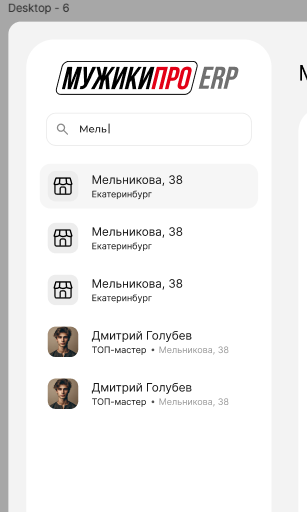 Desktop - 6
МУЖИКИПРО ERP
Мель
Мельникова, 38
Екатеринбург
Мельникова, 38
Екатеринбург
Мельникова, 38
Екатеринбург
Дмитрий Голубев
ТОП-мастер • Мельникова, 38
Дмитрий Голубев
ТОП-мастер • Мельникова, 38